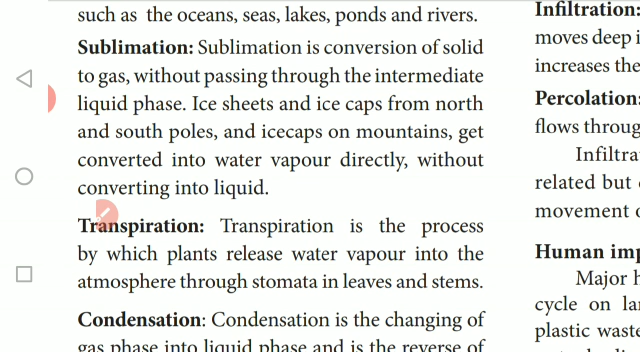 such as the oceans, seas, lakes, ponds and rivers.
Sublimation: Sublimation is conversion of solid
to gas, without passing through the intermediate
liquid phase. Ice sheets and ice caps from north
and south poles, and icecaps on mountains, get
converted into water vapour directly, without
converting into liquid.
Transpiration: Transpiration is the process
by which plants release water vapour into the
atmosphere through stomata in leaves and stems.
Condensation: Condensation is the changing of
gas phase into liquid phase and is the reverse of
Infiltration:
moves deep i
increases the
Percolation:
flows throug
Infiltra
related but
movement o
Human imp
Major h
cycle on la
plastic waste